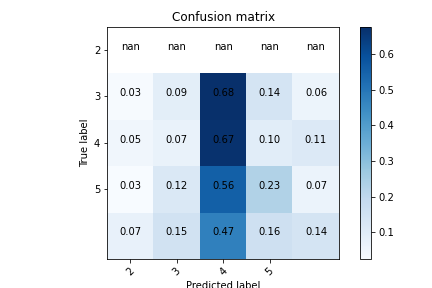 Confusion matrix
2 nan nan nan nan nan
3 0.03 0.09 0.68 0.14 0.06
4 0.05 0.07 0.67 0.10 0.11
5 0.03 0.12 0.56 0.23 0.07
0.07 0.15 0.47 0.16 0.14
True label
2 3 4 5
Predicted label
0.6
0.5
0.4
0.3
0.2
0.1